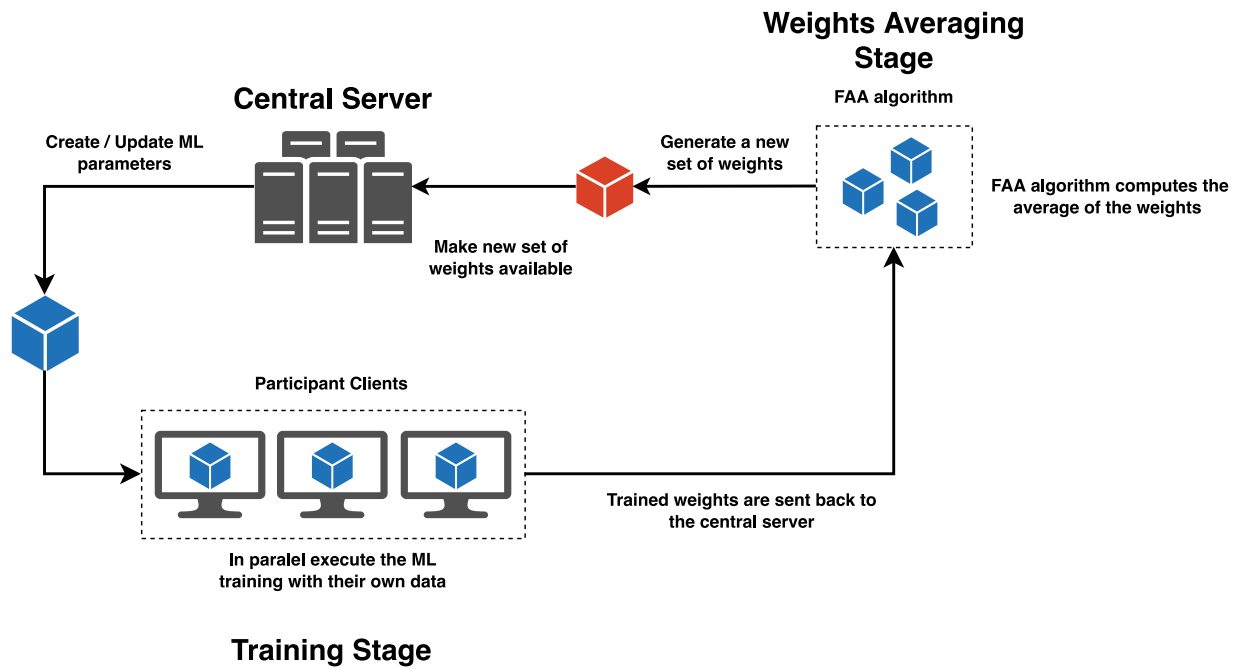 Weights Averaging
Stage
FAA algorithm
Central Server
Create / Update ML
parameters
Generate a new
set of weights
FAA algorithm computes the
average of the weights
Make new set of
weights available
Participant Clients
Trained weights are sent back to
the central server
In paralel execute the ML
training with their own data
Training Stage